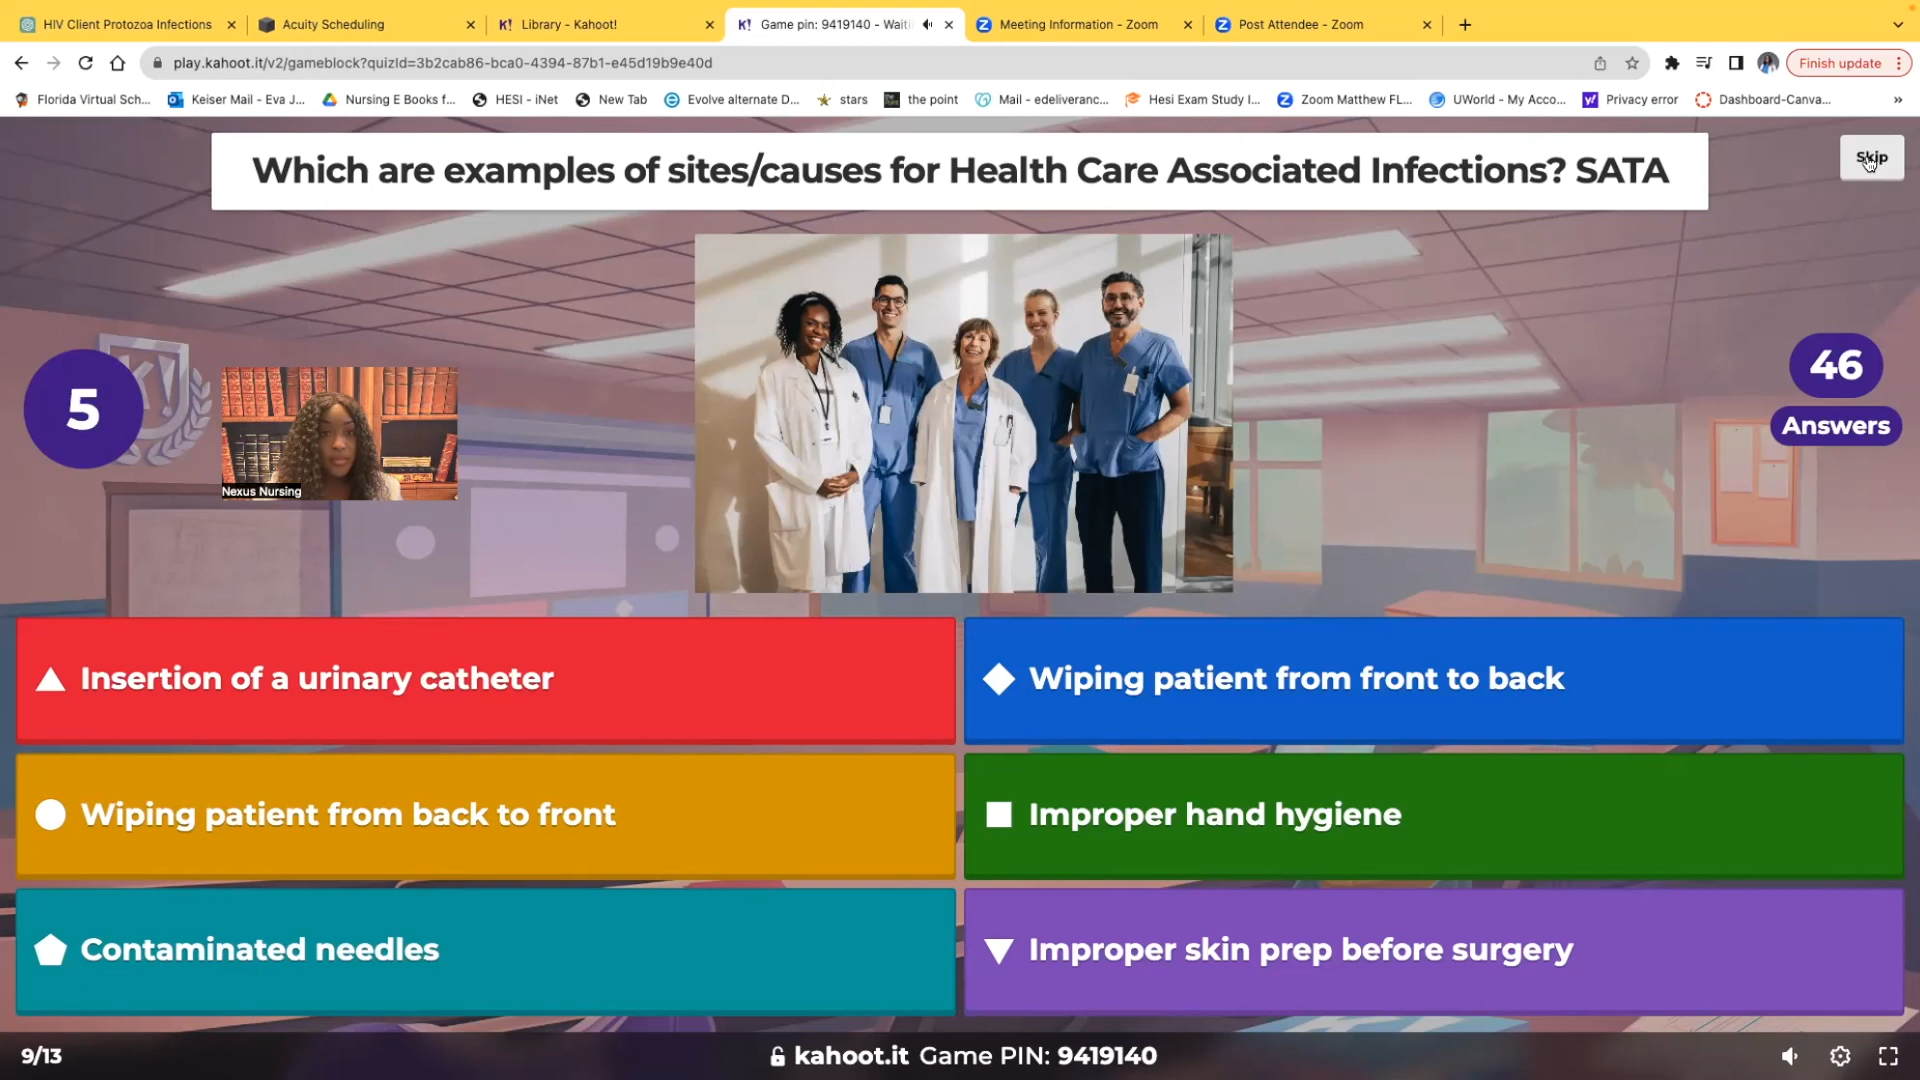 HIV Client Protozoa Infections
Acuity Scheduling
K! Library - Kahoot!
K! Game pin: 9419140 - Waiti
Meeting Information - Zoom
Post Attendee - Zoom
play.kahoot.it/v2/gameblock?quizId=3b2cab86-bca0-4394-87b1-e45d19b9e40d
Finish update
Florida Virtual Sch...
Keiser Mail - Eva J...
Nursing E Books f...
HESI - iNet
New Tab
Evolve alternate D...
stars
the point
Mail - edeliveranc...
Hesi Exam Study I...
Zoom Matthew FL...
UWorld - My Acco...
Privacy error
Dashboard-Canva...
Which are examples of sites/causes for Health Care Associated Infections? SATA
Skip
5
46
Answers
K!
Nexus Nursing
Insertion of a urinary catheter
Wiping patient from front to back
Wiping patient from back to front
Improper hand hygiene
Contaminated needles
Improper skin prep before surgery
9/13
kahoot.it Game PIN: 9419140